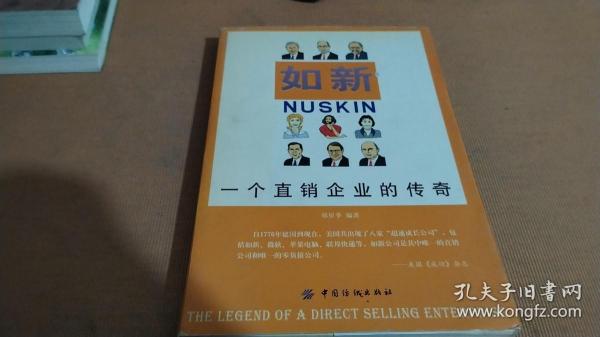 如新
NUSKIN
一个直销企业的传奇
编著
自1776年建国到现在，美国共出现了八家“超速成长公司”，包
括如新、微软、苹果电脑、联邦快递等。如新公司是其中唯一的直销
公司和唯一的零负债公司。
——美国《成功》杂志
中国纺织出版社
THE LEGEND OF A DIRECT SELLING ENTE
孔夫子旧书网
kongfz.com